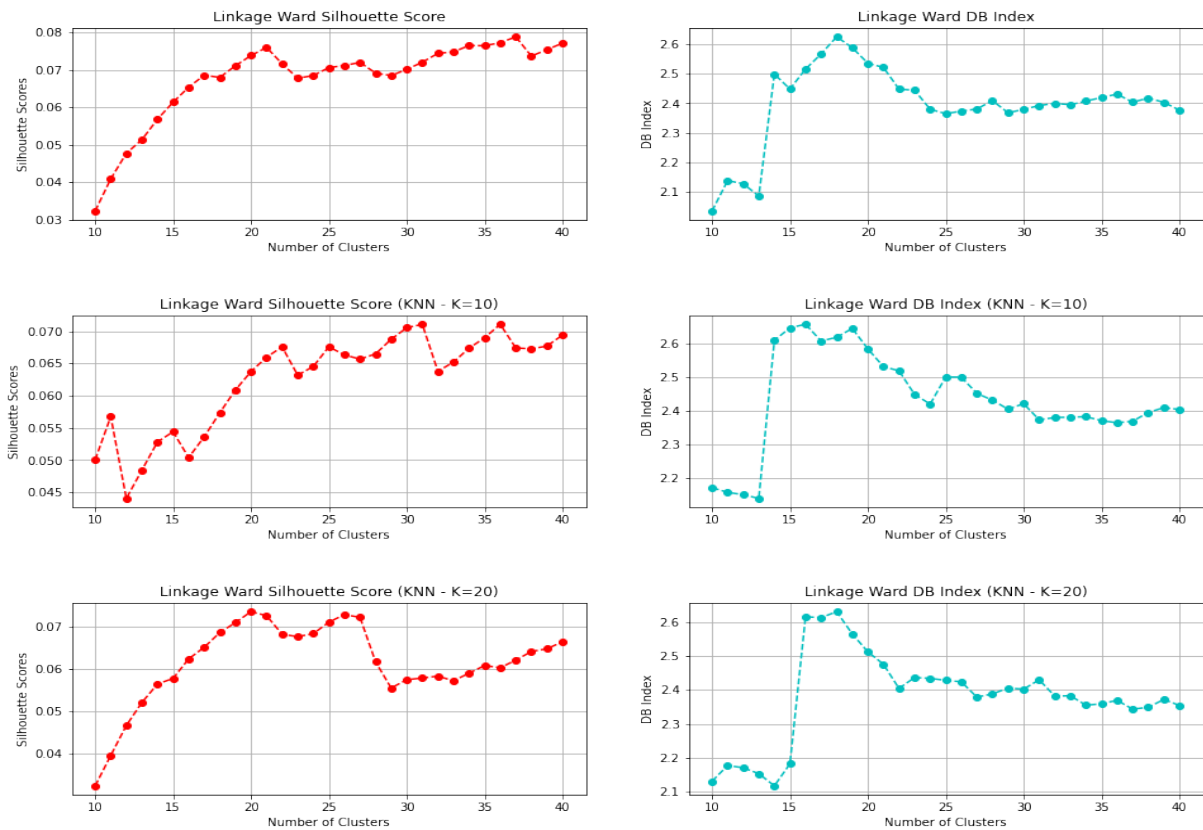 Linkage Ward Silhouette Score
0.08
0.07
0.06
0.05
0.04
0.03
Silhouette Scores
10 15 20 25 30 35 40
Number of Clusters
Linkage Ward DB Index
2.6
2.5
2.4
2.3
2.2
2.1
DB Index
10 15 20 25 30 35 40
Number of Clusters
Linkage Ward Silhouette Score (KNN - K=10)
0.070
0.065
0.060
0.055
0.050
0.045
Silhouette Scores
10 15 20 25 30 35 40
Number of Clusters
Linkage Ward DB Index (KNN - K=10)
2.6
2.5
2.4
2.3
2.2
DB Index
10 15 20 25 30 35 40
Number of Clusters
Linkage Ward Silhouette Score (KNN - K=20)
0.07
0.06
0.05
0.04
Silhouette Scores
10 15 20 25 30 35 40
Number of Clusters
Linkage Ward DB Index (KNN - K=20)
2.6
2.5
2.4
2.3
2.2
2.1
DB Index
10 15 20 25 30 35 40
Number of Clusters